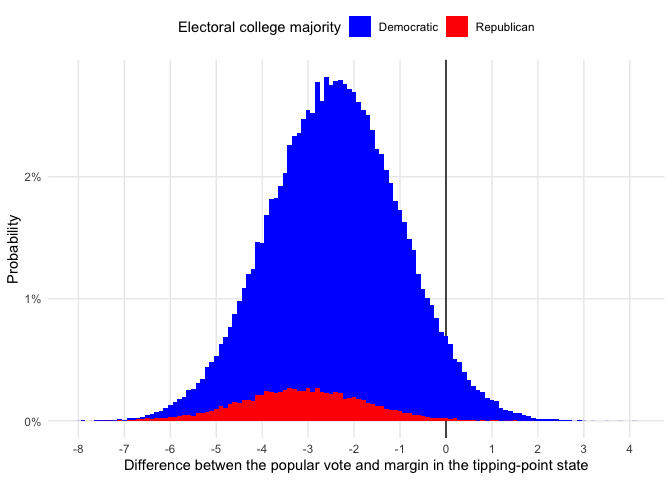 Electoral college majority Democratic Republican
2%
1%
0%
Probability
-8 -7 -6 -5 -4 -3 -2 -1 0 1 2 3 4
Difference betwen the popular vote and margin in the tipping-point state